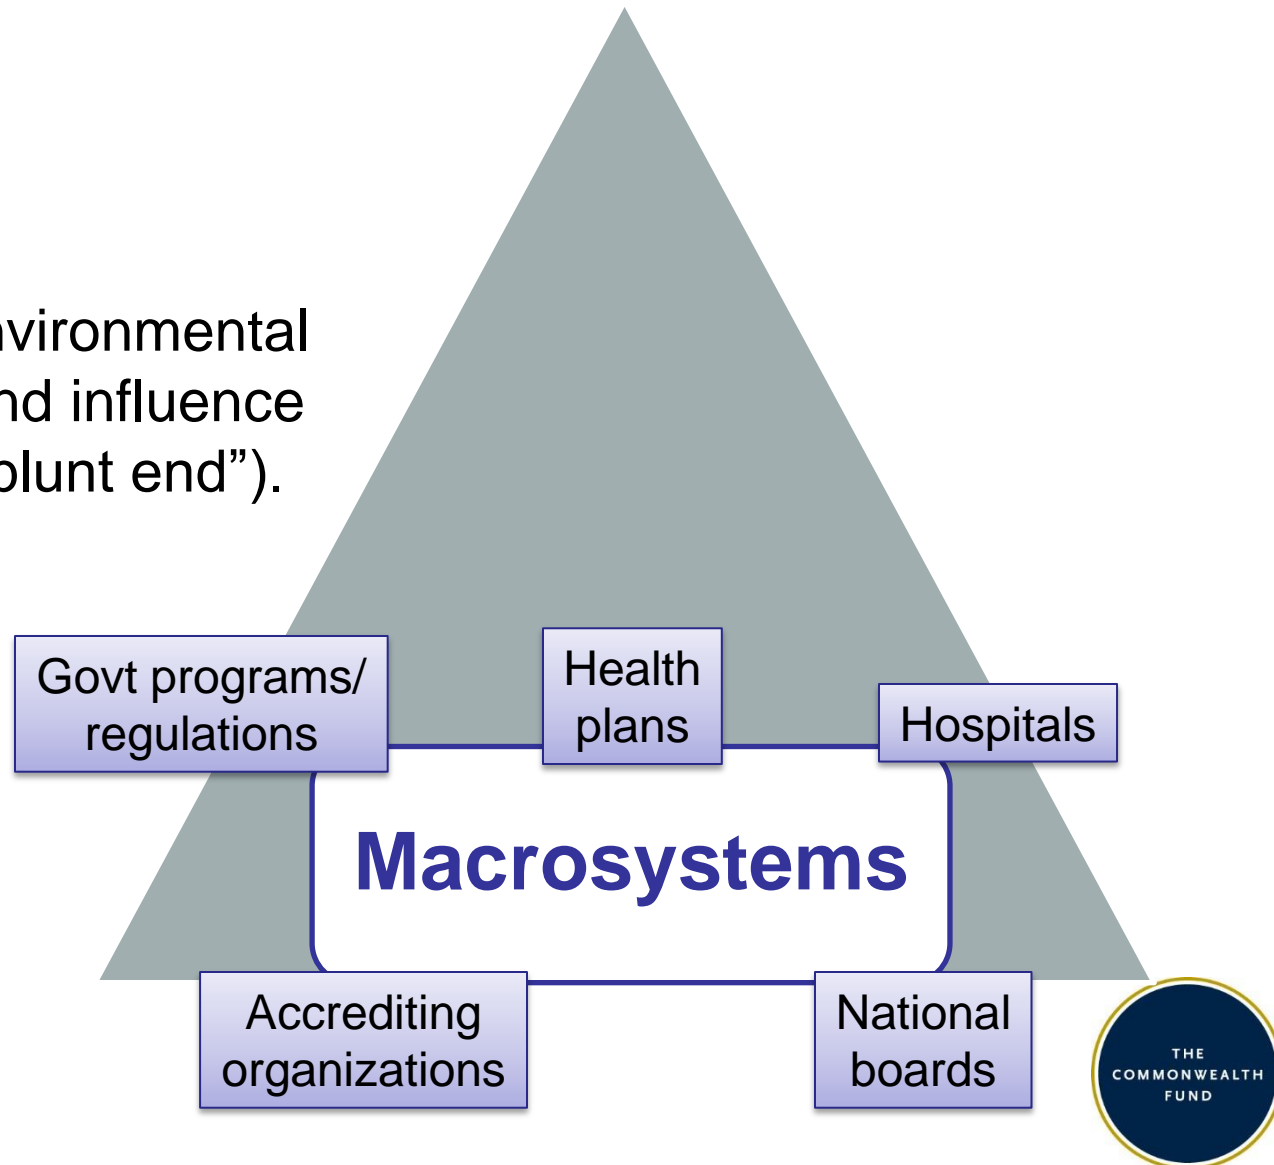 nvironmental
nd influence
blunt end”).
Govt programs/
regulations
Health
plans
Hospitals
Macrosystems
Accrediting
organizations
National
boards
THE
COMMONWEALTH
FUND